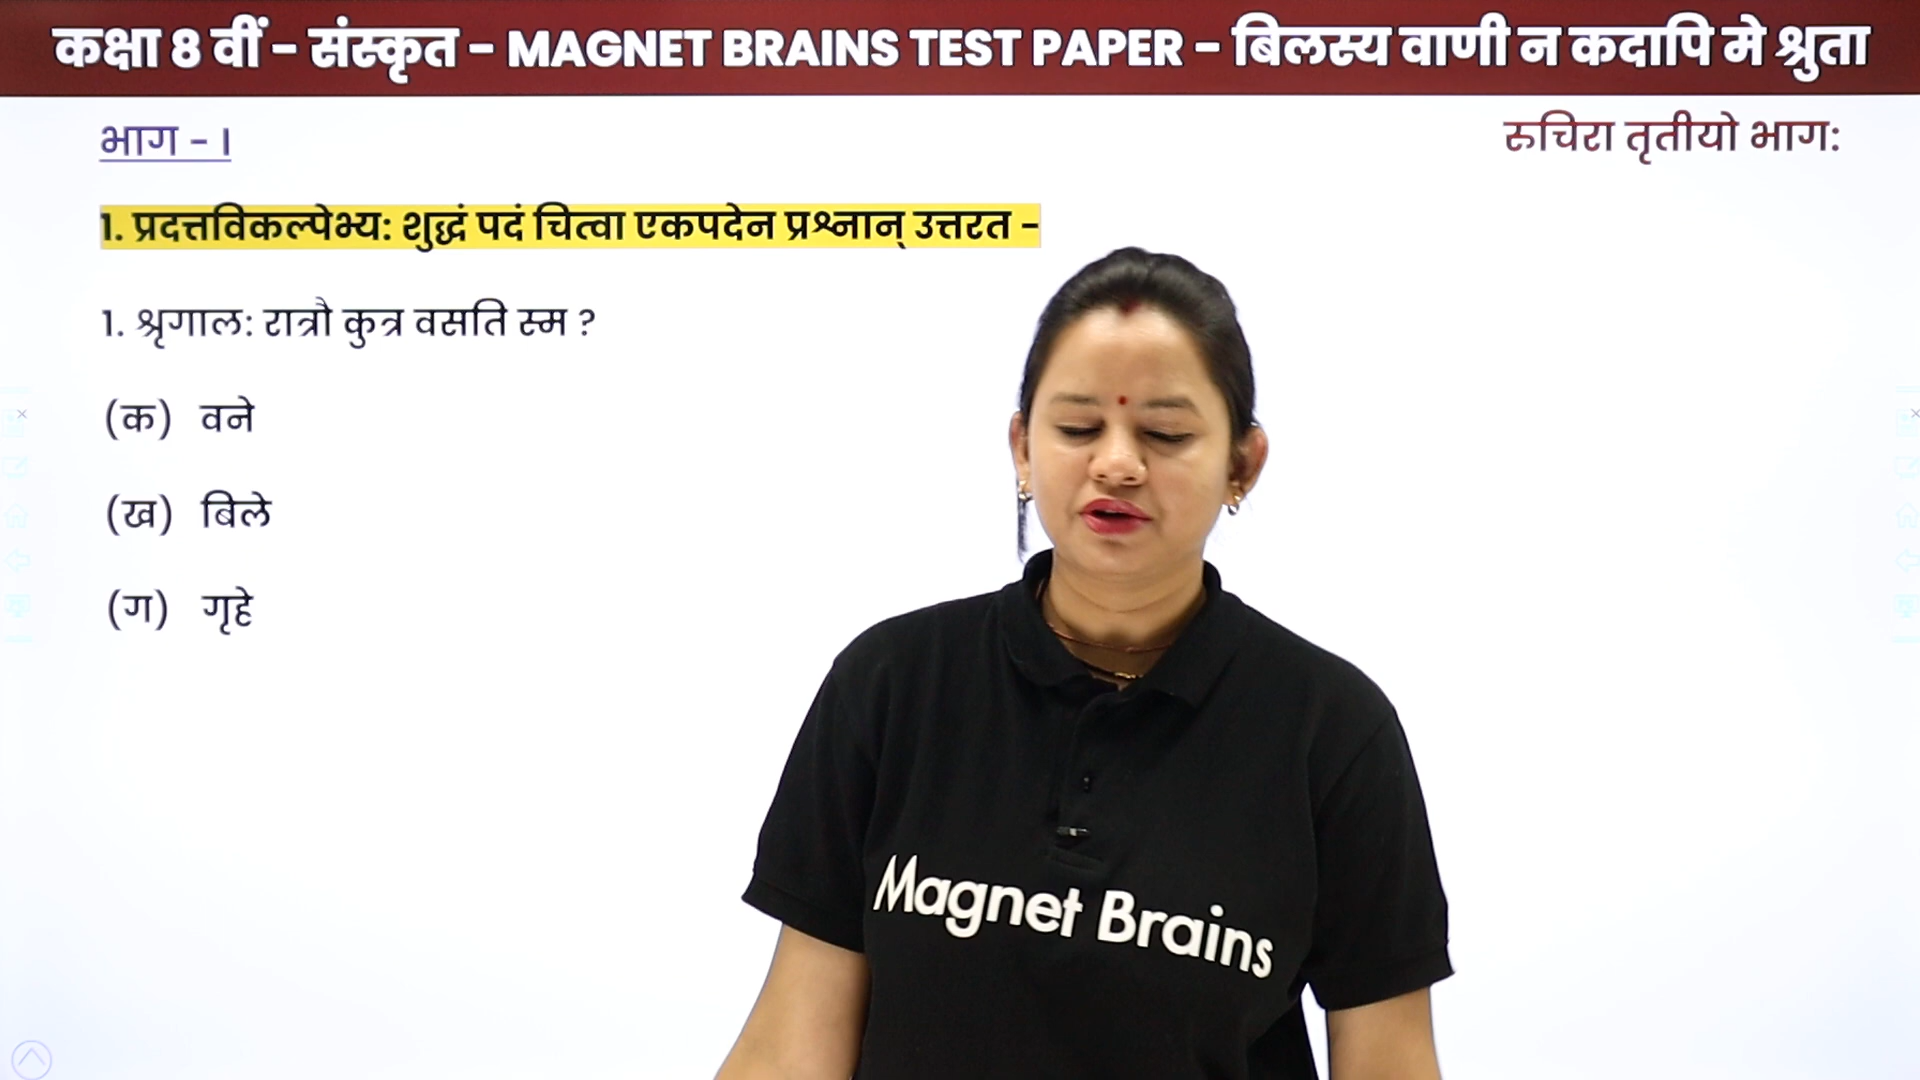 कक्षा 8 वीं - संस्कृत - MAGNET BRAINS TEST PAPER - बिलस्य वाणी न कदापि मे श्रुता
भाग - I
रुचिरा तृतीयो भाग:
1. प्रदत्तविकल्पेभ्य: शुद्धं पदं चित्वा एकपदेन प्रश्नान् उत्तरत -
1. श्रृगाल: रात्रौ कुत्र वसति स्म ?
(क) वने
(ख) बिले
(ग) गृहे
Magnet Brains